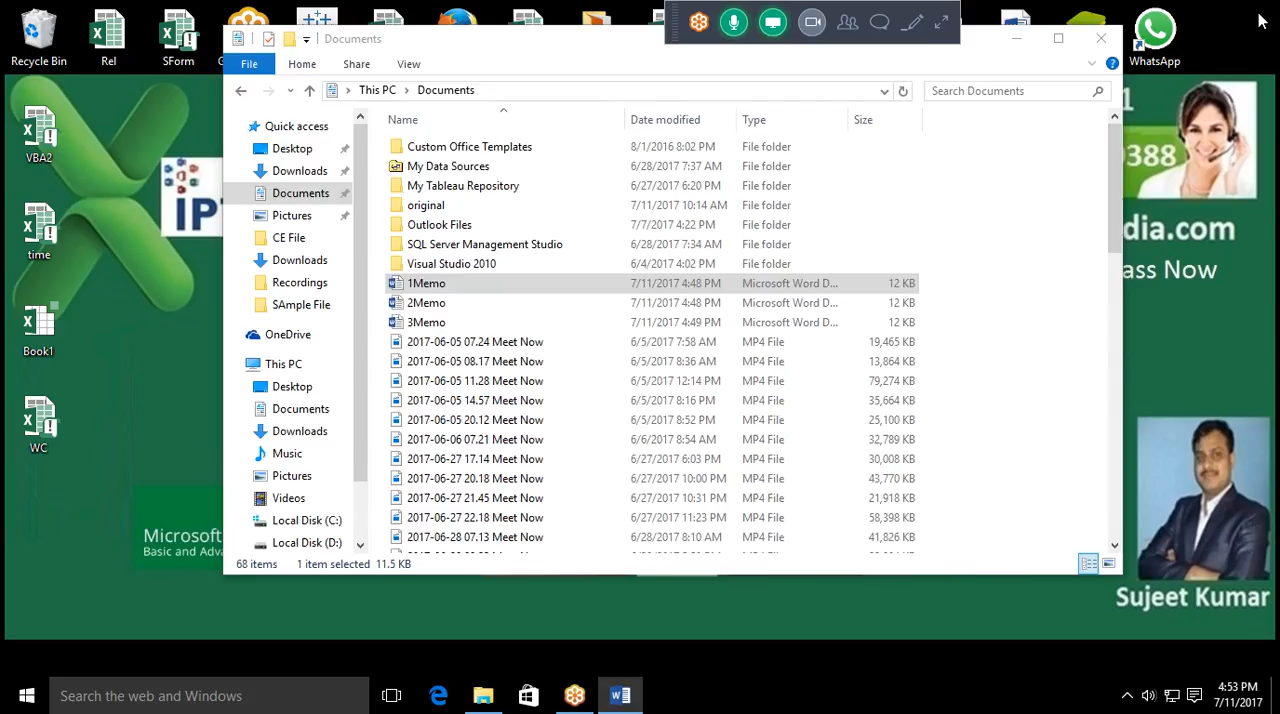 Documents
File Home Share View
This PC Documents
Search Documents
Name Date modified Type Size
Quick access
Desktop
Downloads
Documents
Pictures
CE File
Downloads
Recordings
SAmple File
OneDrive
This PC
Desktop
Documents
Downloads
Music
Pictures
Videos
Local Disk (C:)
Local Disk (D:)
Custom Office Templates 8/1/2016 8:02 PM File folder
My Data Sources 6/28/2017 7:37 AM File folder
My Tableau Repository 6/27/2017 6:20 PM File folder
original 7/11/2017 10:14 AM File folder
Outlook Files 7/7/2017 4:22 PM File folder
SQL Server Management Studio 6/28/2017 7:34 AM File folder
Visual Studio 2010 6/4/2017 4:02 PM File folder
1Memo 7/11/2017 4:48 PM Microsoft Word D... 12 KB
2Memo 7/11/2017 4:48 PM Microsoft Word D... 12 KB
3Memo 7/11/2017 4:49 PM Microsoft Word D... 12 KB
2017-06-05 07.24 Meet Now 6/5/2017 7:58 AM MP4 File 19,465 KB
2017-06-05 08.17 Meet Now 6/5/2017 8:39 AM MP4 File 13,864 KB
2017-06-05 11.28 Meet Now 6/5/2017 12:14 PM MP4 File 79,274 KB
2017-06-05 14.57 Meet Now 6/5/2017 8:16 PM MP4 File 35,664 KB
2017-06-05 20.12 Meet Now 6/5/2017 8:52 PM MP4 File 25,100 KB
2017-06-06 07.21 Meet Now 6/6/2017 8:54 AM MP4 File 32,789 KB
2017-06-27 17.14 Meet Now 6/27/2017 6:03 PM MP4 File 30,008 KB
2017-06-27 20.18 Meet Now 6/27/2017 10:00 PM MP4 File 43,770 KB
2017-06-27 21.45 Meet Now 6/27/2017 10:31 PM MP4 File 21,918 KB
2017-06-27 22.18 Meet Now 6/27/2017 11:23 PM MP4 File 58,398 KB
2017-06-28 07.13 Meet Now 6/28/2017 8:10 AM MP4 File 41,826 KB
68 items 1 item selected 11.5 KB
Recycle Bin
Rel
SForm
WhatsApp
VBA2
time
Book1
WC
1
388
dia.com
ass Now
IPT
Microsoft
Basic and Adva
Sujeet Kumar
Search the web and Windows
4:53 PM
7/11/2017